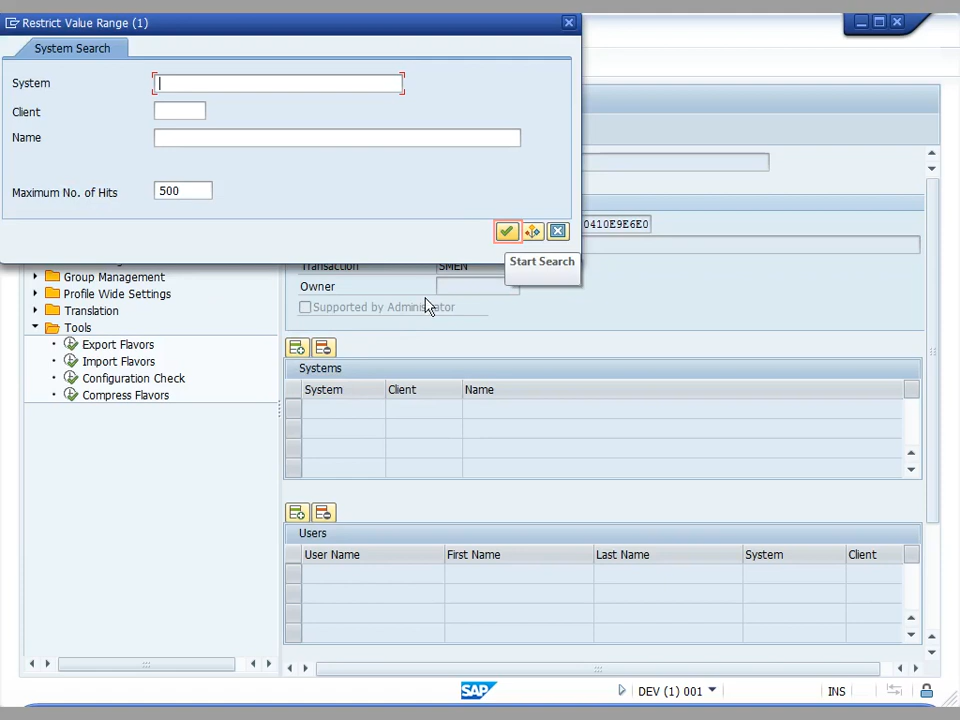 Restrict Value Range (1)
System Search
System
Client
Name
Maximum No. of Hits 500
Start Search
0410E9E6E0
Transaction SMEN
Owner
Supported by Administrator
Group Management
Profile Wide Settings
Translation
Tools
Export Flavors
Import Flavors
Configuration Check
Compress Flavors
Systems
System Client Name
Users
User Name First Name Last Name System Client
SAP DEV (1) 001 INS